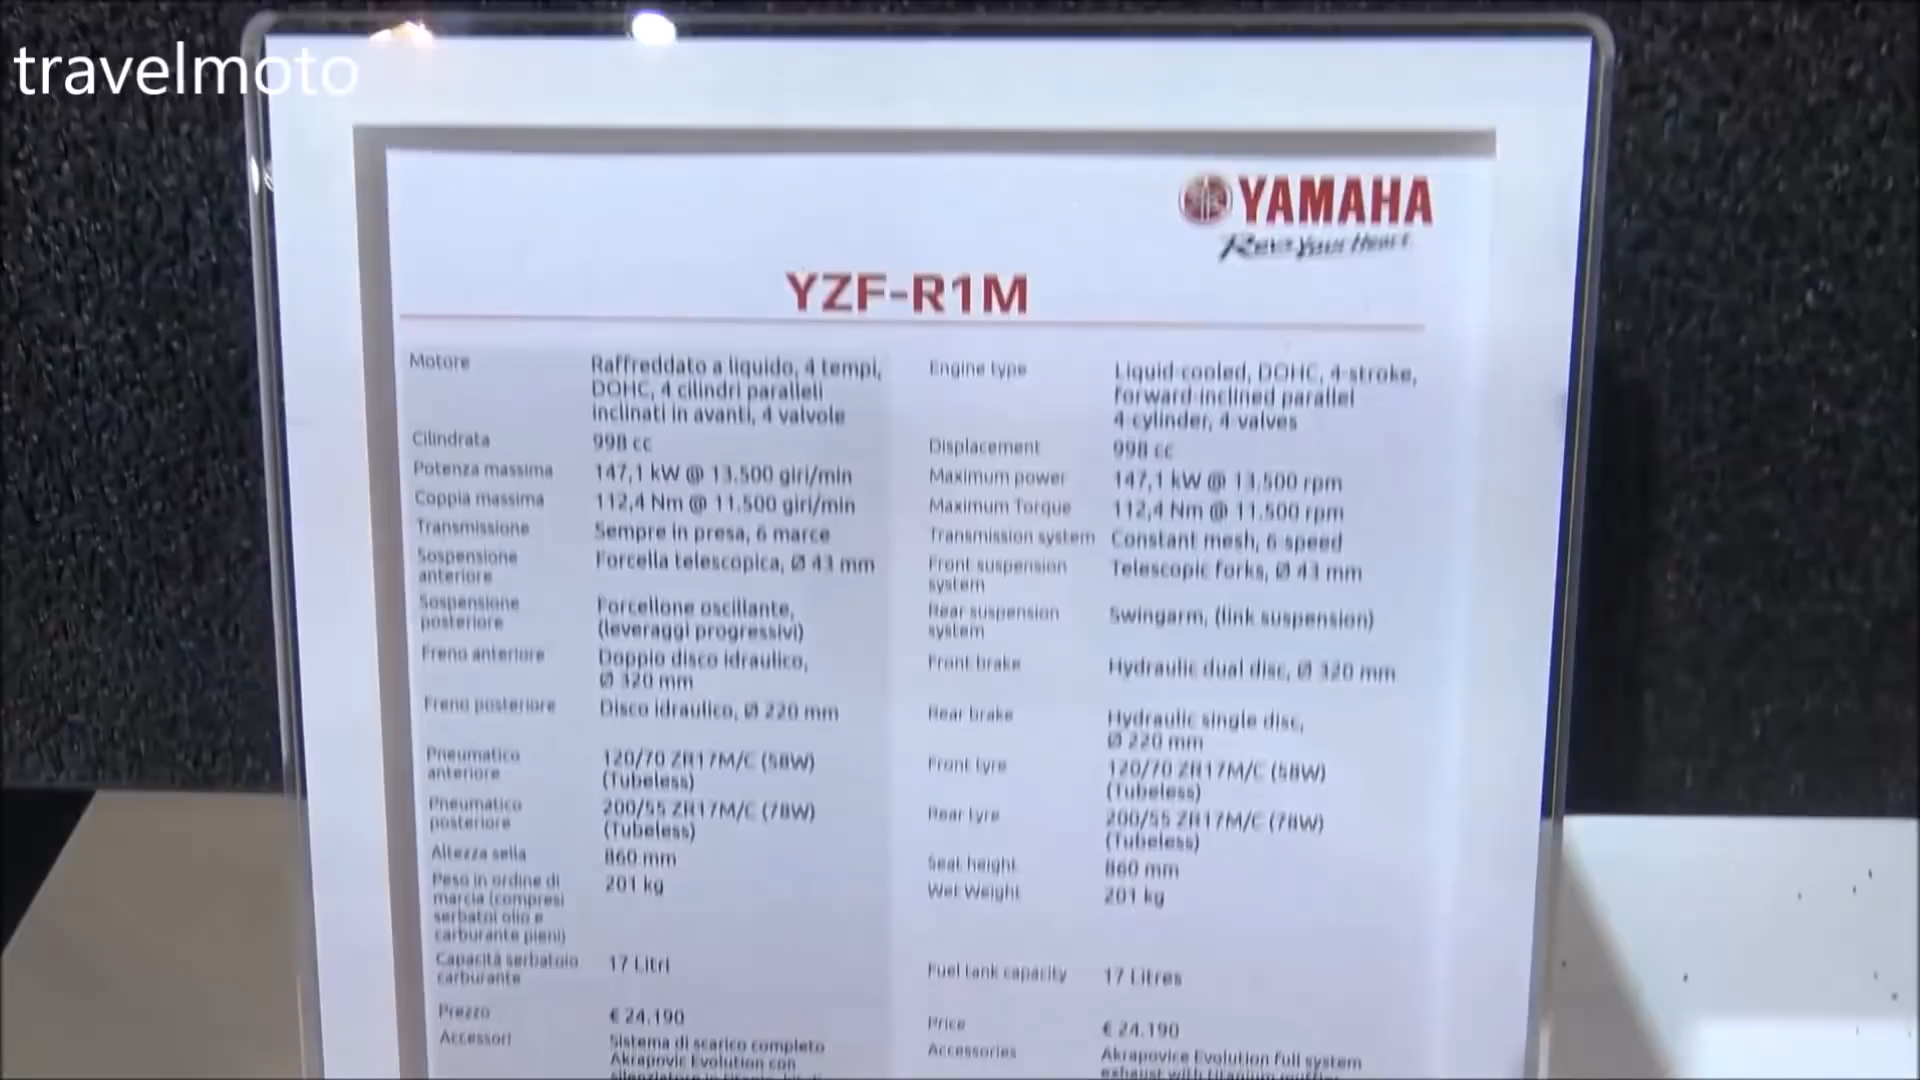 travelmoto
YAMAHA
Revs Your Heart
YZF-R1M
Motore
Raffreddato a liquido, 4 tempi,
DOHC, 4 cilindri paralleli
inclinati in avanti, 4 valvole
Cilindrata
998 cc
Potenza massima
147,1 kW @ 13.500 giri/min
Coppia massima
112,4 Nm @ 11.500 giri/min
Transmissione
Sempre in presa, 6 marce
Sospensione
anteriore
Forcella telescopica, Ø 43 mm
Sospensione
posteriore
Forcellone oscillante,
(leveraggi progressivi)
Freno anteriore
Doppio disco idraulico,
Ø 320 mm
Freno posteriore
Disco idraulico, Ø 220 mm
Pneumatico
anteriore
120/70 ZR17M/C (58W)
(Tubeless)
Pneumatico
posteriore
200/55 ZR17M/C (78W)
(Tubeless)
Altezza sella
860 mm
Peso in ordine di
marcia (compresi
serbatoi olio e
carburante pieni)
201 kg
Capacità serbatoio
carburante
17 Litri
Prezzo
€ 24.190
Accessori
Sistema di scarico completo
Akrapovic Evolution con
silenziatore in titanio, kit di
Engine type
Liquid-cooled, DOHC, 4-stroke,
forward-inclined parallel
4-cylinder, 4-valves
Displacement
998 cc
Maximum power
147,1 kW @ 13.500 rpm
Maximum Torque
112,4 Nm @ 11.500 rpm
Transmission system
Constant mesh, 6 speed
Front suspension
system
Telescopic forks, Ø 43 mm
Rear suspension
system
Swingarm, (link suspension)
Front brake
Hydraulic dual disc, Ø 320 mm
Rear brake
Hydraulic single disc,
Ø 220 mm
Front tyre
120/70 ZR17M/C (58W)
(Tubeless)
Rear tyre
200/55 ZR17M/C (78W)
(Tubeless)
Seat height
860 mm
Wet Weight
201 kg
Fuel tank capacity
17 Litres
Price
€ 24.190
Accessories
Akrapovice Evolution full system
exhaust with titanium muffler